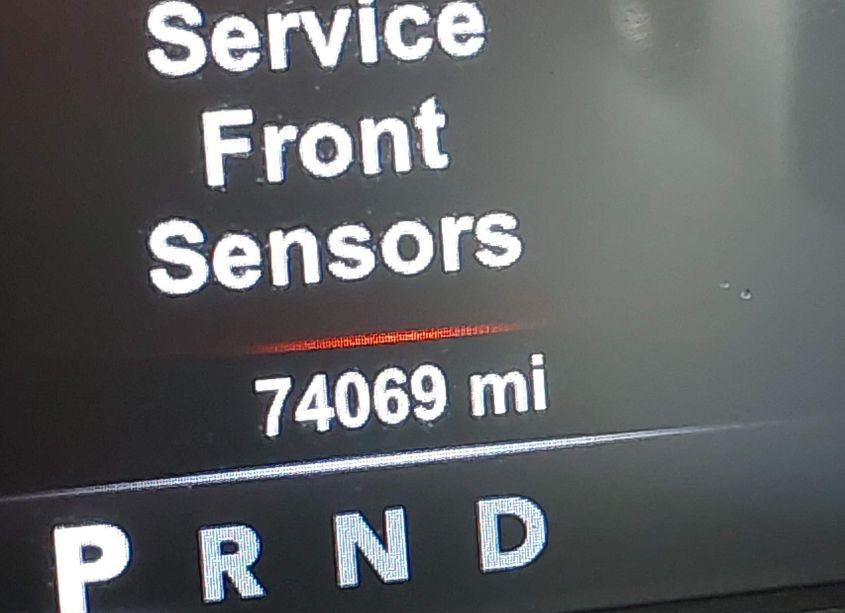 Service
Front
Sensors
74069 mi
P R N D